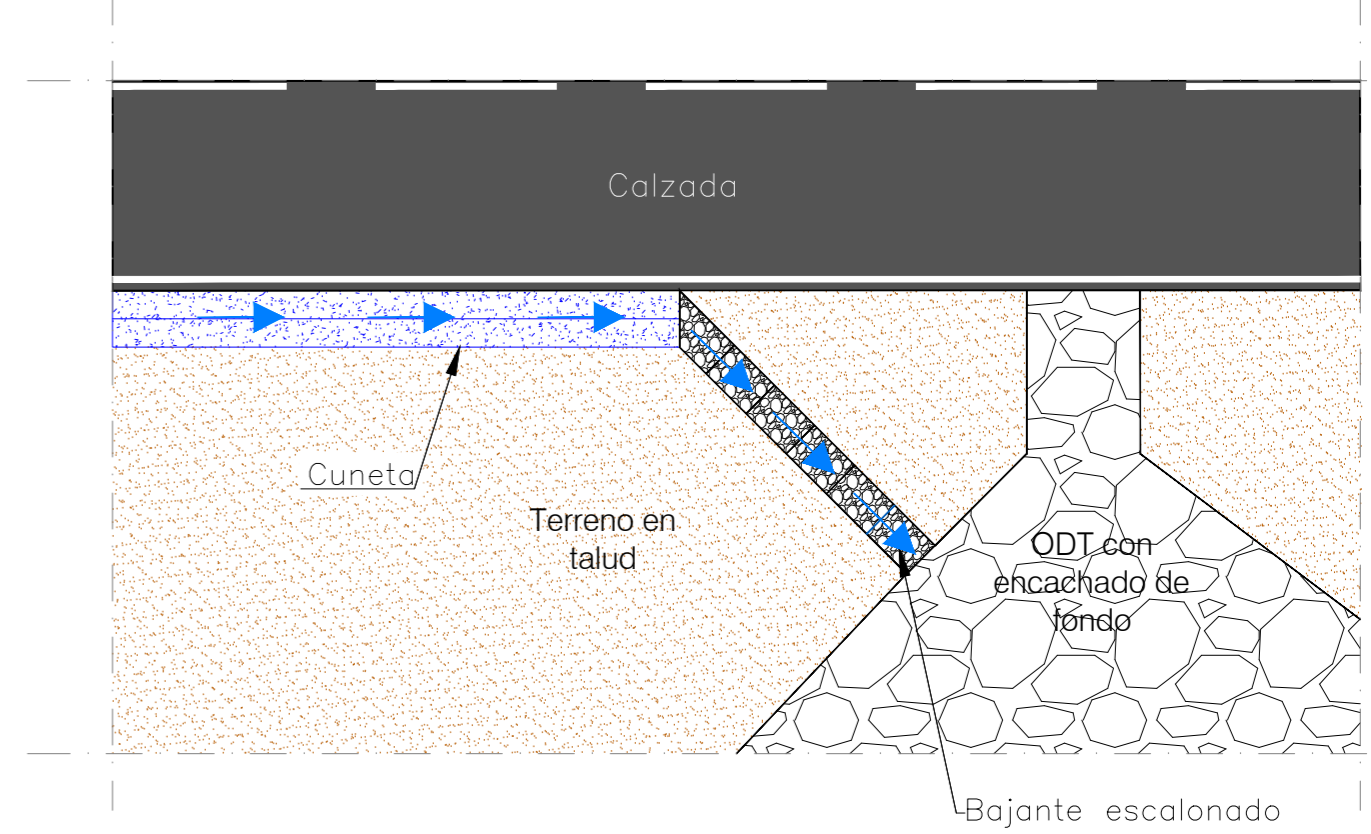 Calzada
Cuneta
Terreno en
talud
ODT con
encachado de
fondo
Bajante escalonado